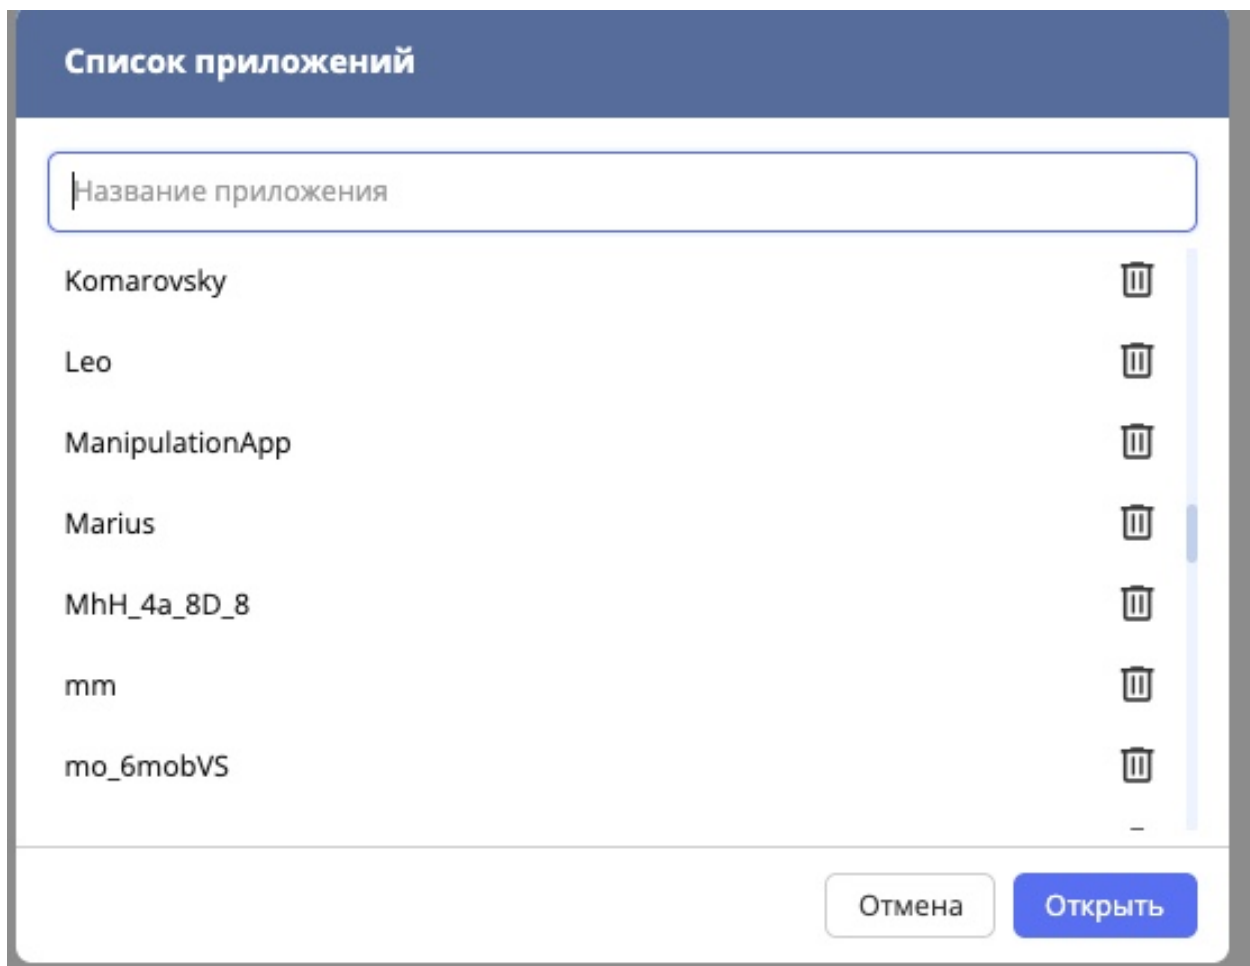 Список приложений
Название приложения
Komarovsky
Leo
ManipulationApp
Marius
MhH_4a_8D_8
mm
mo_6mobVS
Отмена
Открыть